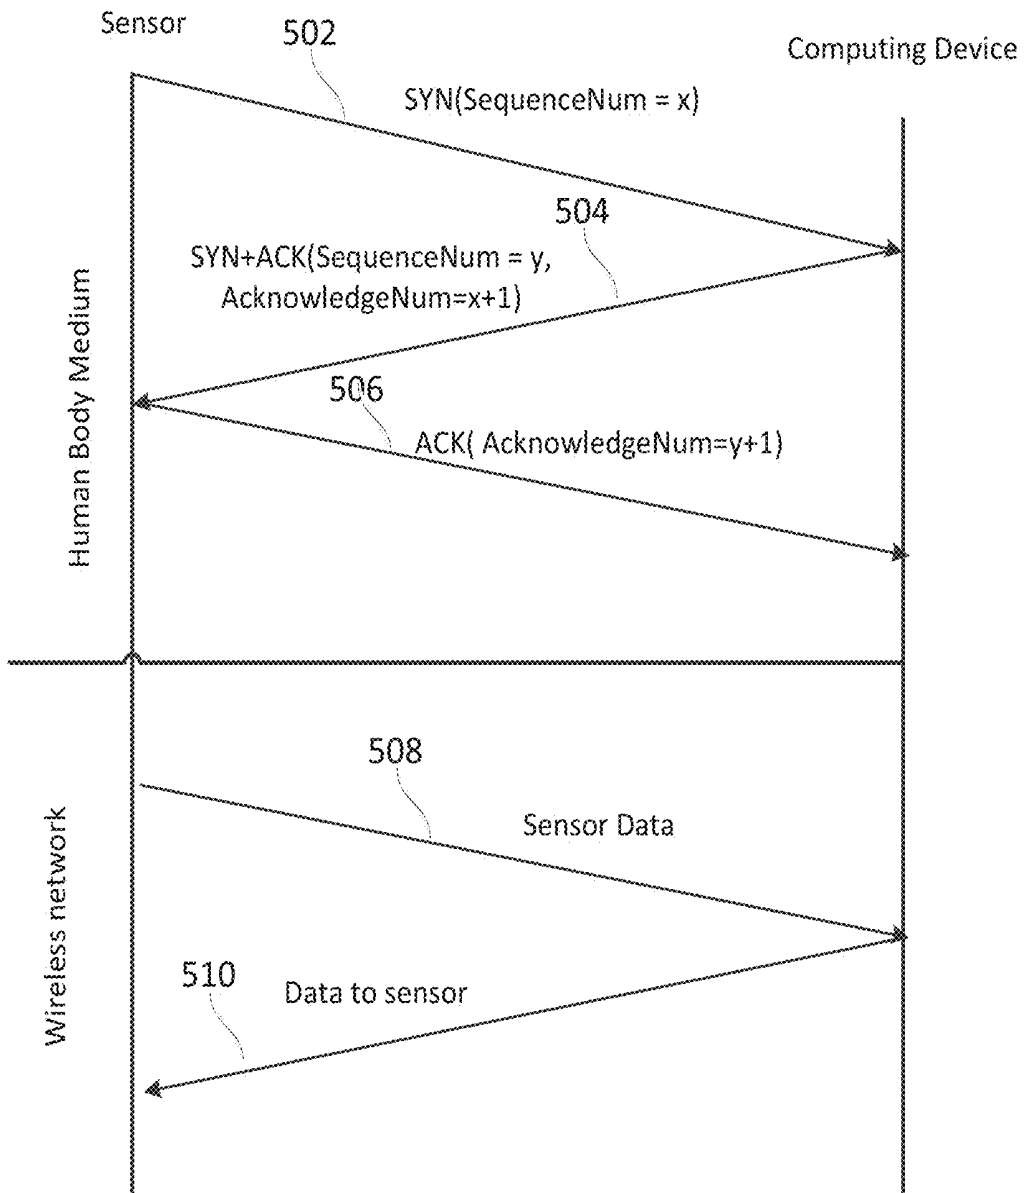 Sensor
502
Computing Device
SYN(SequenceNum = x)
504
SYN+ACK(SequenceNum = y,
AcknowledgeNum=x+1)
Human Body Medium
506
ACK( AcknowledgeNum=y+1)
508
Sensor Data
Wireless network
510
Data to sensor